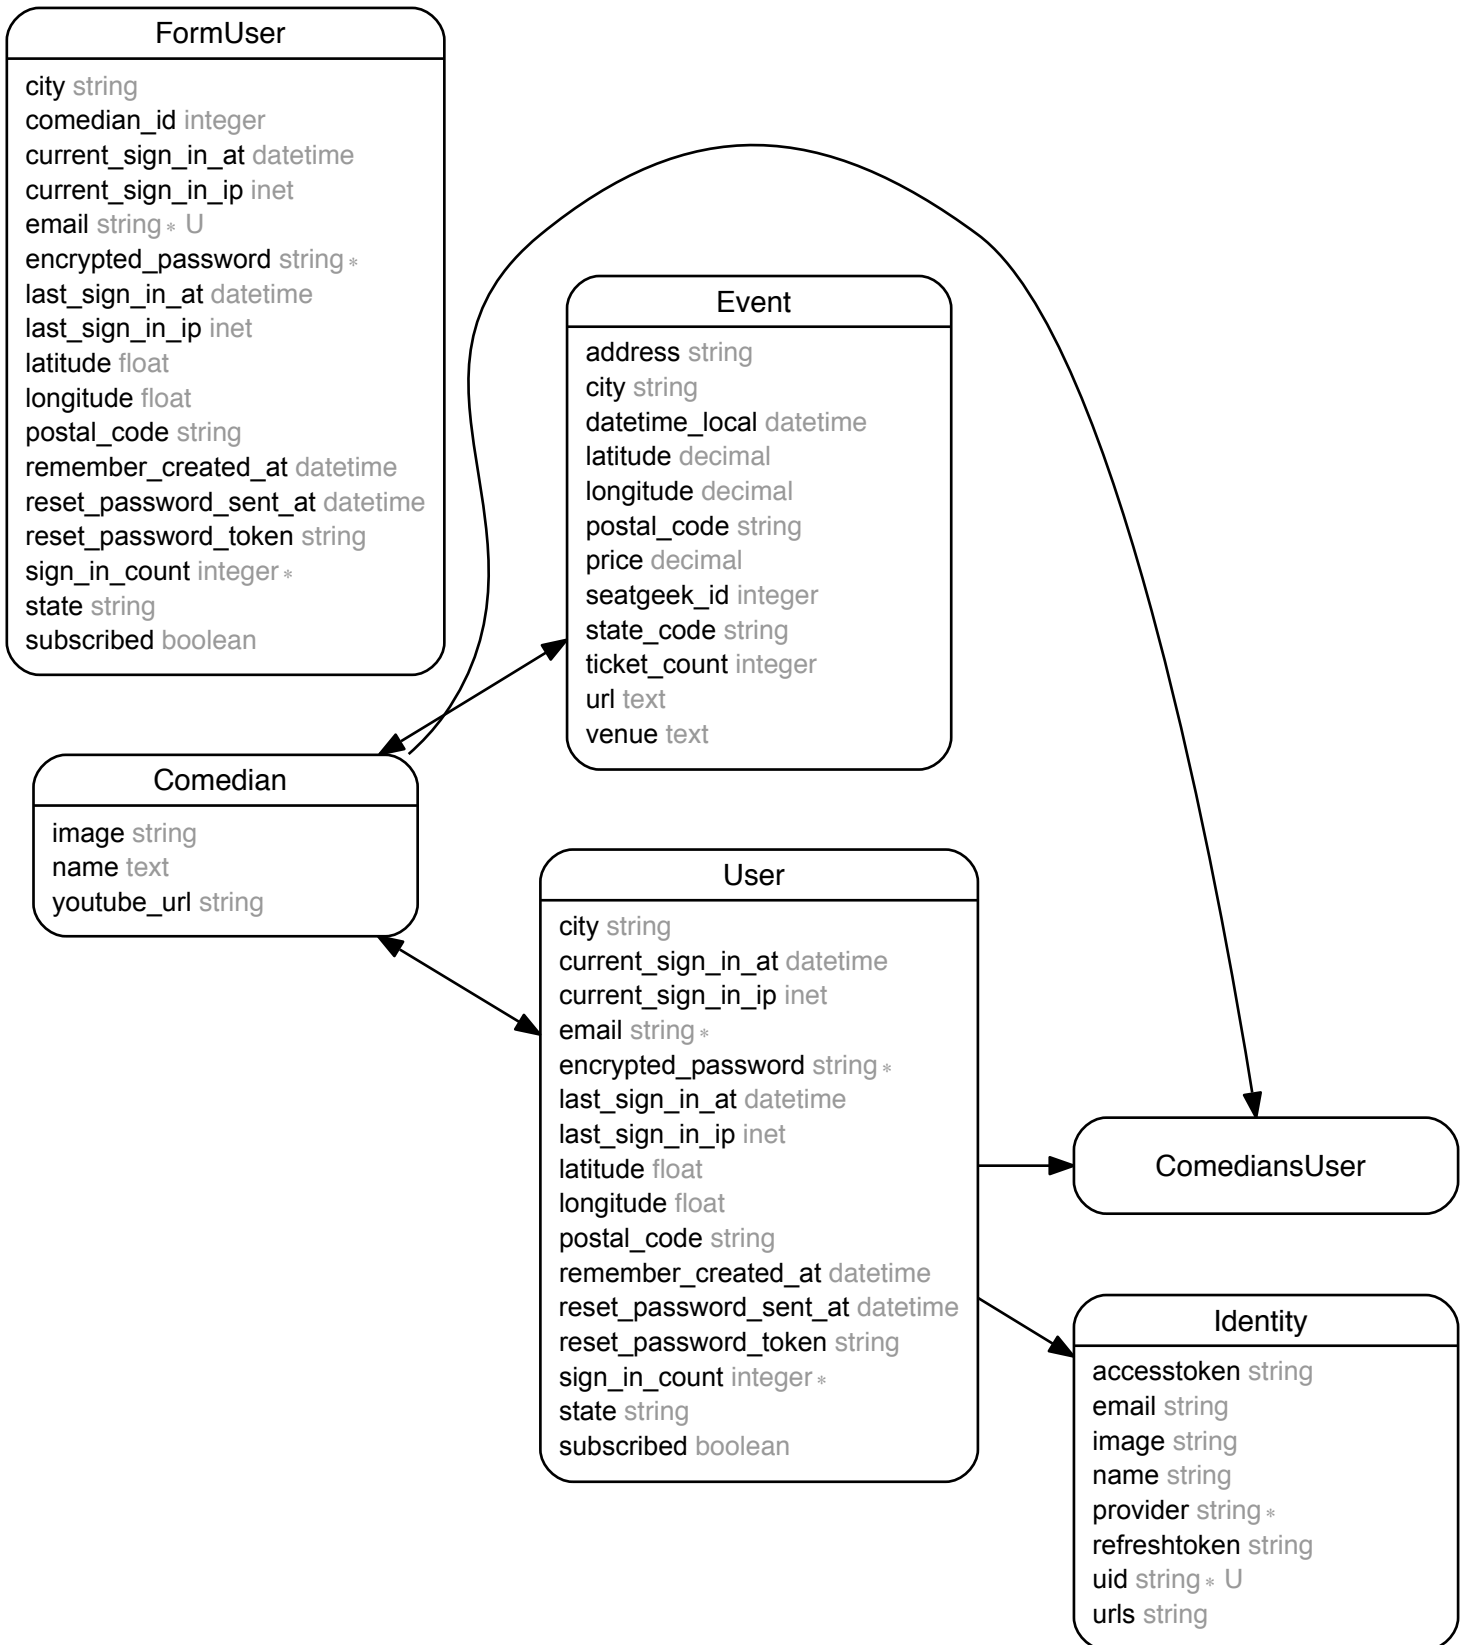 FormUser
city string
comedian_id integer
current_sign_in_at datetime
current_sign_in_ip inet
email string * U
encrypted_password string *
last_sign_in_at datetime
last_sign_in_ip inet
latitude float
longitude float
postal_code string
remember_created_at datetime
reset_password_sent_at datetime
reset_password_token string
sign_in_count integer *
state string
subscribed boolean
Event
address string
city string
datetime_local datetime
latitude decimal
longitude decimal
postal_code string
price decimal
seatgeek_id integer
state_code string
ticket_count integer
url text
venue text
Comedian
image string
name text
youtube_url string
User
city string
current_sign_in_at datetime
current_sign_in_ip inet
email string *
encrypted_password string *
last_sign_in_at datetime
last_sign_in_ip inet
latitude float
longitude float
postal_code string
remember_created_at datetime
reset_password_sent_at datetime
reset_password_token string
sign_in_count integer *
state string
subscribed boolean
ComediansUser
Identity
accesstoken string
email string
image string
name string
provider string *
refreshtoken string
uid string * U
urls string